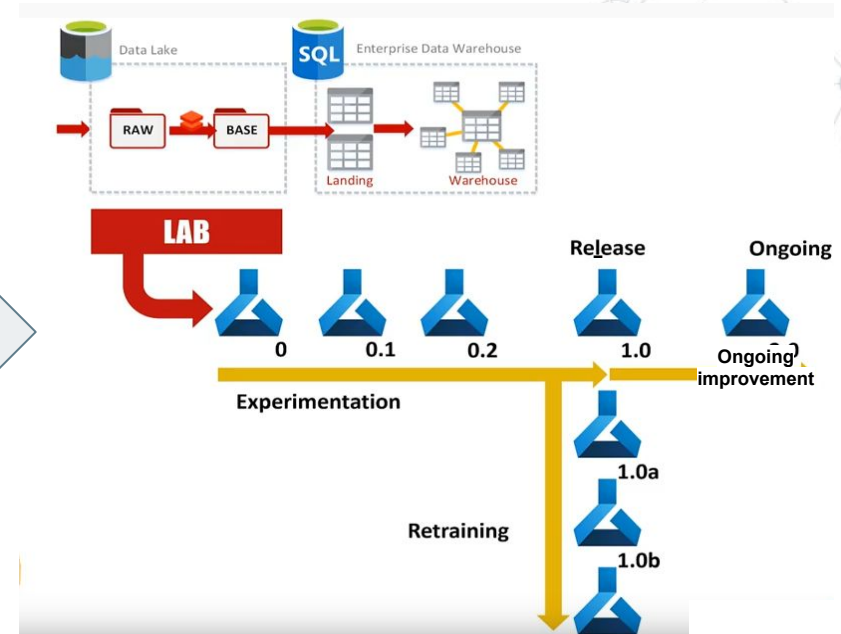 Data Lake
SQL
Enterprise Data Warehouse
RAW
BASE
Landing
Warehouse
LAB
Release
Ongoing
0
0.1
0.2
1.0
Ongoing
improvement
Experimentation
1.0a
Retraining
1.0b